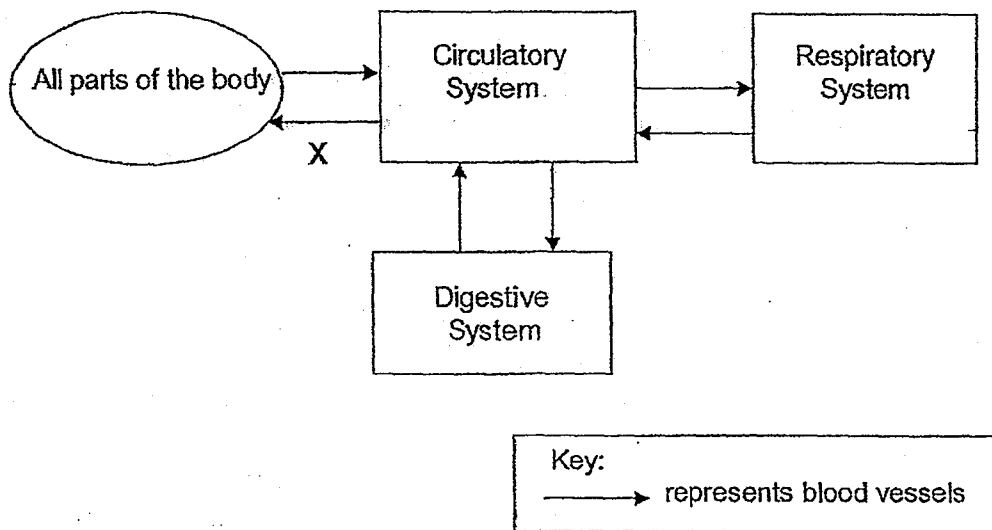 All parts of the body
Circulatory
System
Respiratory
System
X
Digestive
System
Key:
represents blood vessels